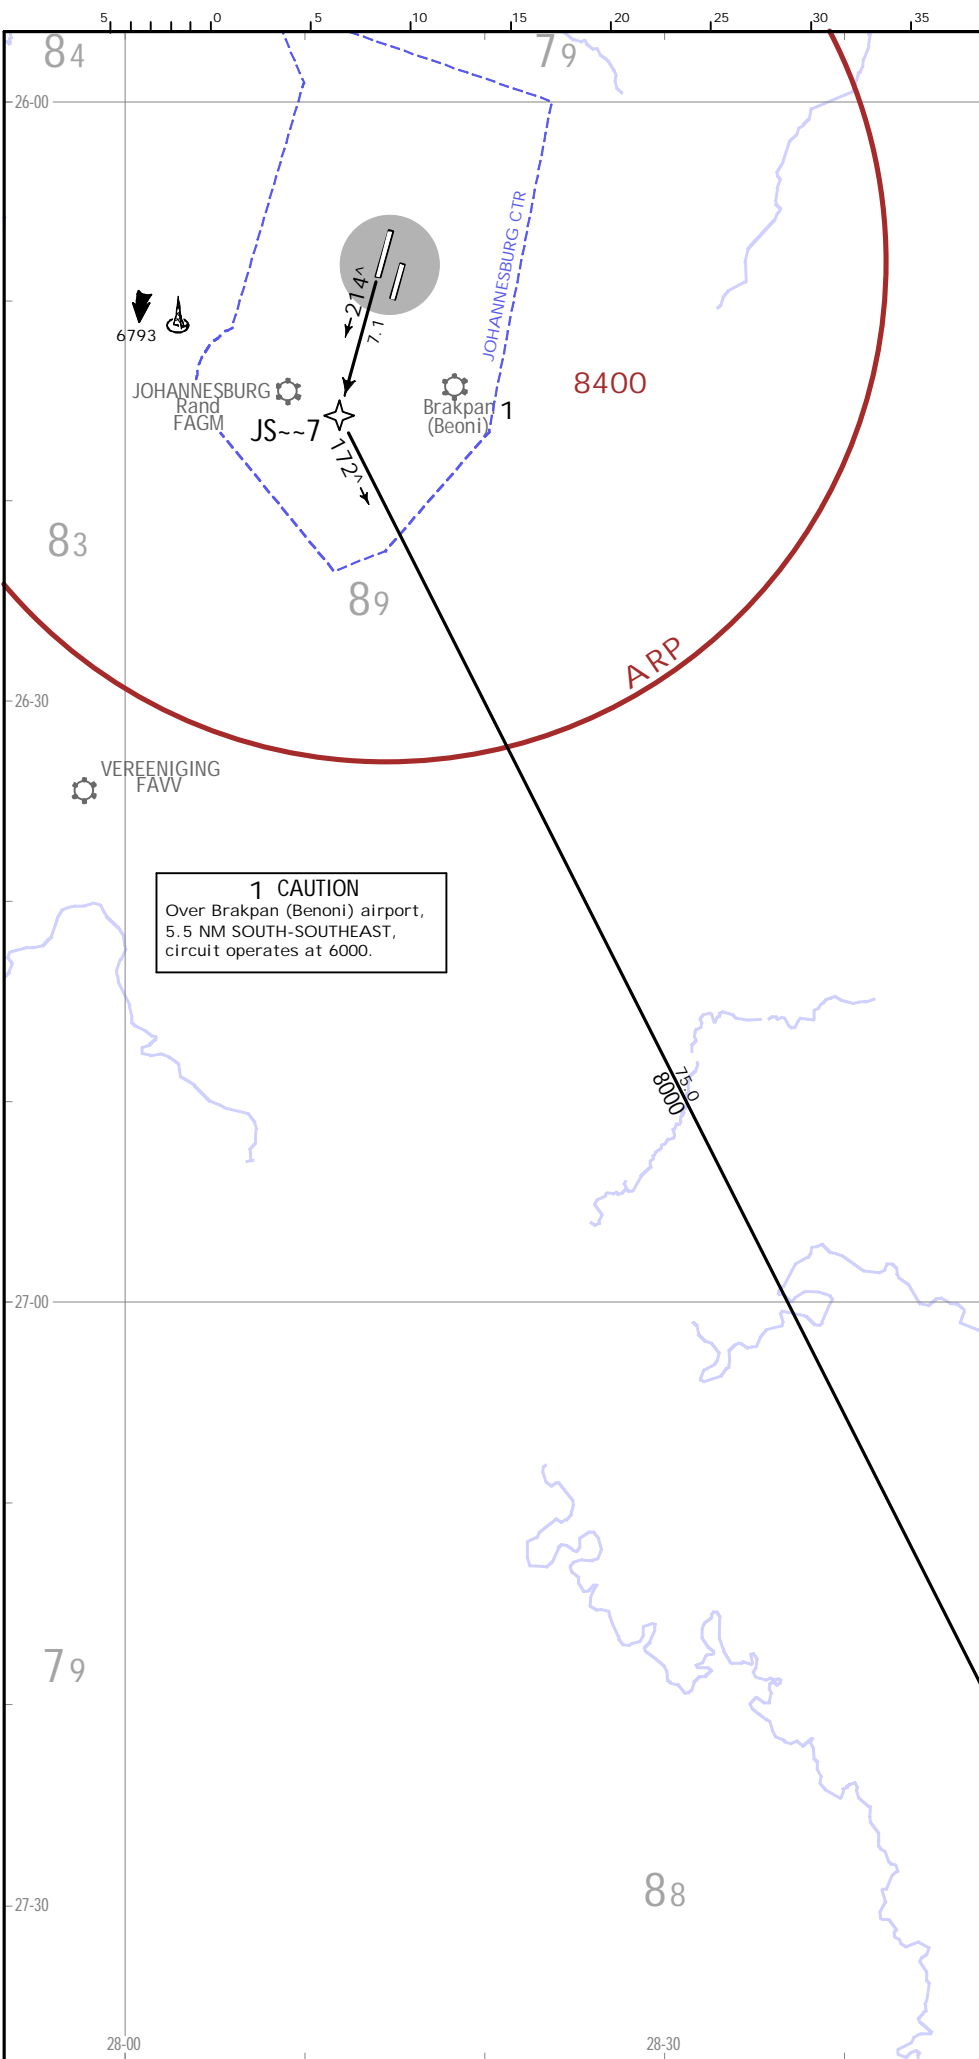 5 0 5 10 15 20 25 30 35
84
79
26-00
JOHANNESBURG CTR
214^
7.1
6793
8400
JOHANNESBURG
Rand
FAGM
Brakpan 1
(Beoni)
JS~~7
172^
83
89
ARP
26-30
VEREENIGING
FAVV
1 CAUTION
Over Brakpan (Benoni) airport,
5.5 NM SOUTH-SOUTHEAST,
circuit operates at 6000.
75.0
8000
27-00
79
88
27-30
28-00
28-30